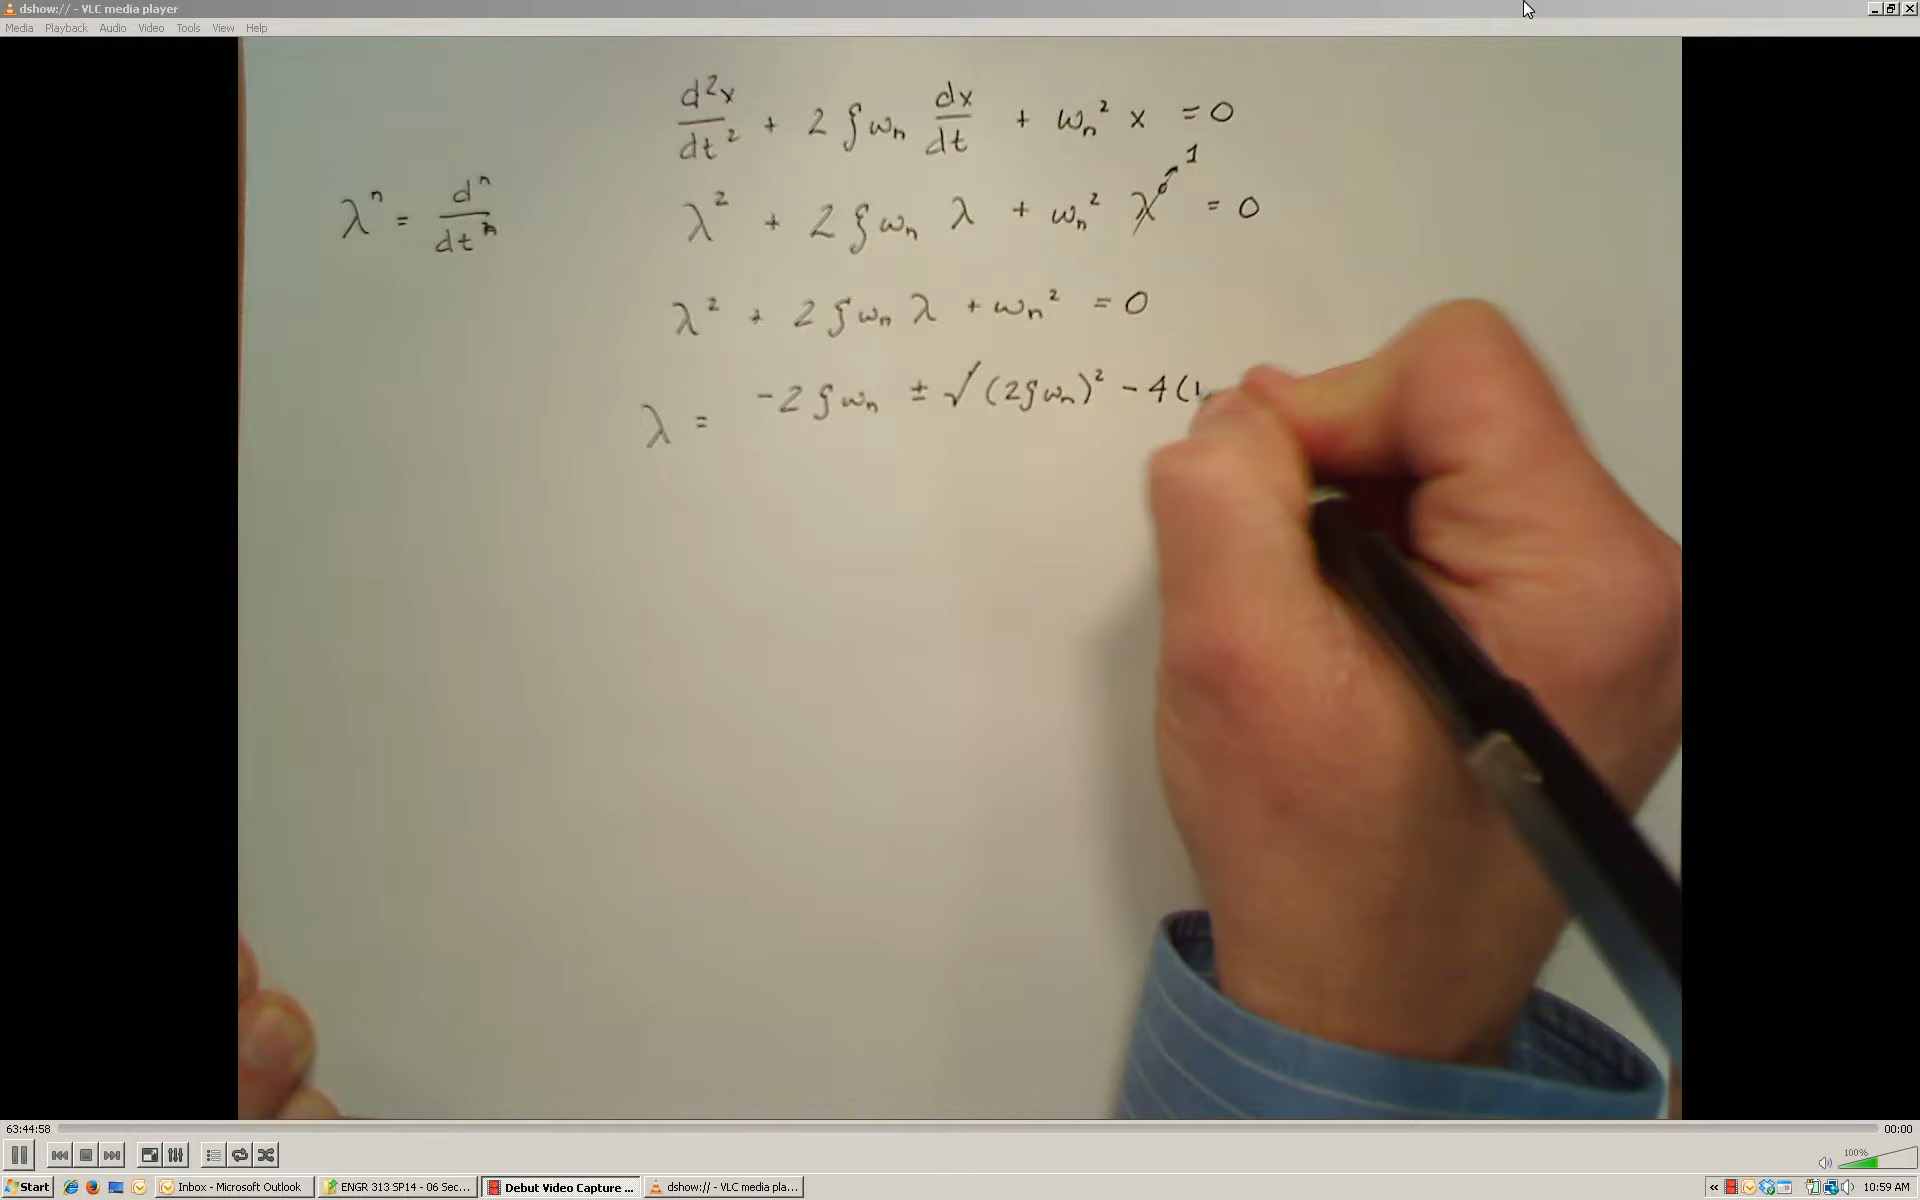 dshow:// - VLC media player
Media Playback Audio Video Tools View Help
d²x/dt² + 2ζωₙ dx/dt + ωₙ² x = 0
λⁿ = dⁿ/dtⁿ
λ² + 2ζωₙ λ + ωₙ² λ⁰ → 1 = 0
λ² + 2ζωₙ λ + ωₙ² = 0
λ = -2ζωₙ ± √(2ζωₙ)² - 4(1
63:44:58
00:00
100%
Start Inbox - Microsoft Outlook ENGR 313 SP14 - 06 Sec... Debut Video Capture ... dshow:// - VLC media pla... « 10:59 AM